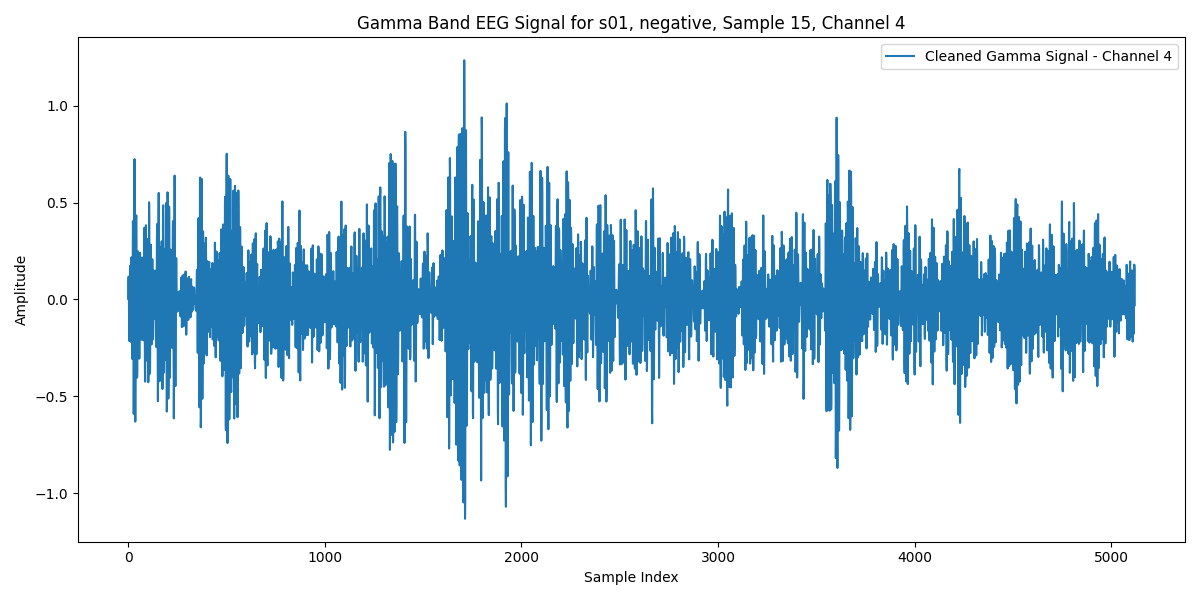 Gamma Band EEG Signal for s01, negative, Sample 15, Channel 4
Cleaned Gamma Signal - Channel 4
1.0
0.5
0.0
−0.5
−1.0
Amplitude
0 1000 2000 3000 4000 5000
Sample Index